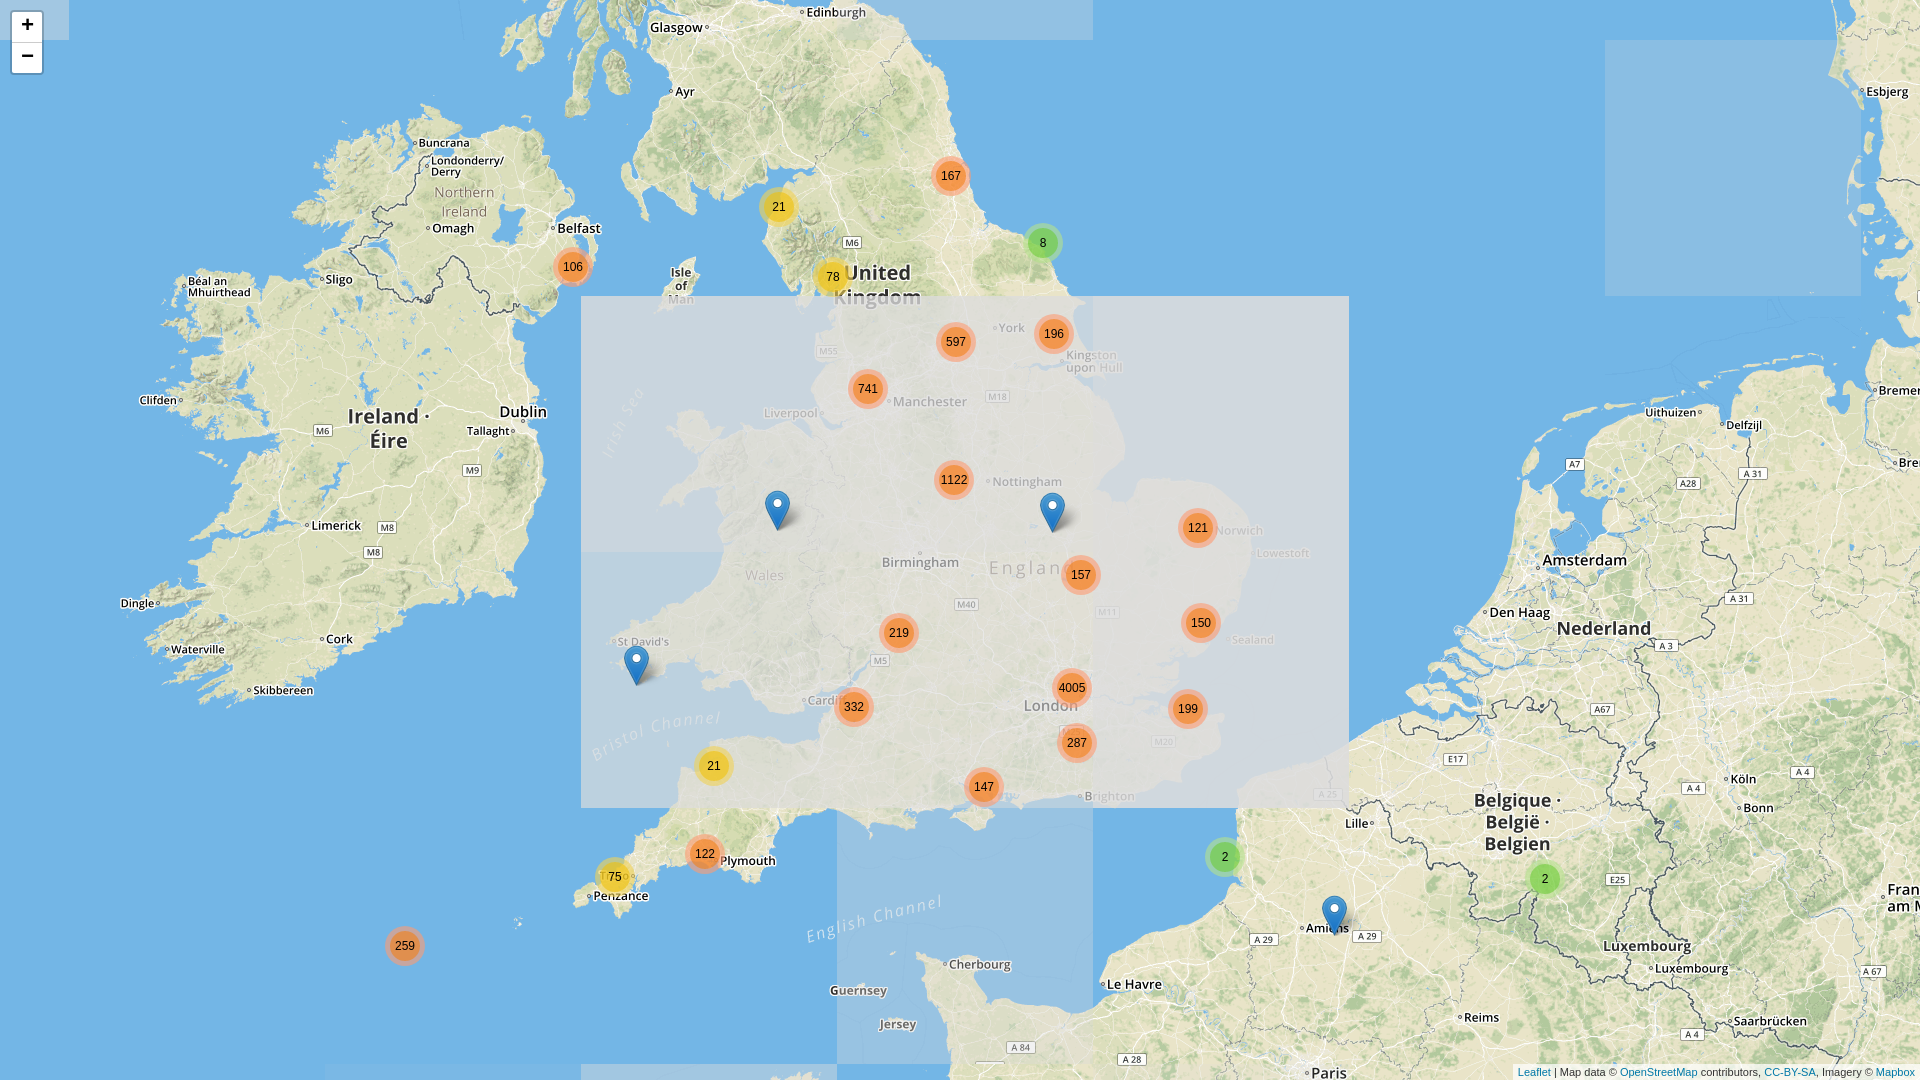 +
−
Edinburgh
Glasgow
Ayr
Esbjerg
Buncrana
Londonderry/
Derry
Northern
Ireland
Omagh
Belfast
167
21
M6
8
106
78
United
Kingdom
Isle
of
Man
Sligo
Béal an
Mhuirthead
597
York
196
M55
Kingston
upon Hull
741
Manchester
M18
Liverpool
Irish Sea
Clifden
Ireland ·
Éire
Dublin
Tallaght
M6
M9
Uithuizen
Delfzijl
A7
A 31
A28
1122
Nottingham
Limerick
M8
M8
121
Norwich
Lowestoft
Birmingham
Wales
157
Amsterdam
Dingle
M40
M11
Den Haag
A 31
Nederland
219
150
Sealand
Cork
Waterville
St David's
M5
A 3
Skibbereen
4005
London
332
199
A67
Bristol Channel
287
M20
E17
21
147
Brighton
A 25
A 4
A 4
Köln
Bonn
Belgique ·
België ·
Belgien
Lille
122
Plymouth
2
2
E25
75
Penzance
English Channel
259
Amiens
A 29
A 29
Luxembourg
Luxembourg
A 67
Cherbourg
Le Havre
Guernsey
Jersey
Reims
Saarbrücken
A 84
A 28
A 4
Paris
Leaflet | Map data © OpenStreetMap contributors, CC-BY-SA, Imagery © Mapbox